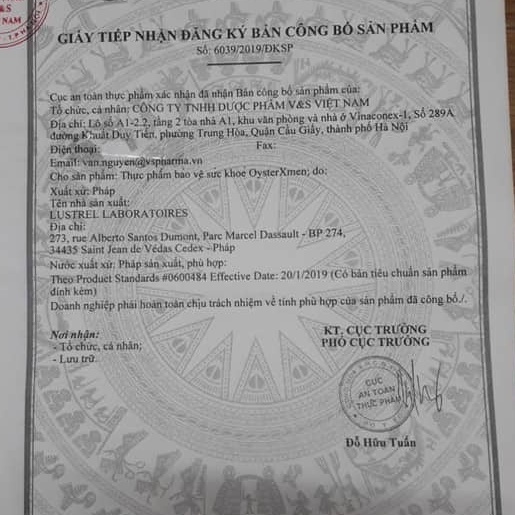 V&S
NAM
GIẤY TIẾP NHẬN ĐĂNG KÝ BẢN CÔNG BỐ SẢN PHẨM
Số: 6039/2019/ĐKSP
Cục an toàn thực phẩm xác nhận đã nhận Bản công bố sản phẩm của:
Tổ chức, cá nhân: CÔNG TY TNHH DƯỢC PHẨM V&S VIỆT NAM
Địa chỉ: Lô số A1-2.2, tầng 2 tòa nhà A1, khu văn phòng và nhà ở Vinaconex-1, Số 289A
đường Khuất Duy Tiến, phường Trung Hòa, Quận Cầu Giấy, thành phố Hà Nội
Điện thoại: Fax:
Email: van.nguyen@vspharma.vn
Cho sản phẩm: Thực phẩm bảo vệ sức khỏe OysterXmen; do:
Xuất xứ: Pháp
Tên nhà sản xuất:
LUSTREL LABORATOIRES
Địa chỉ:
273, rue Alberto Santos Dumont, Parc Marcel Dassault - BP 274,
34435 Saint Jean de Védas Cedex - Pháp
Nước xuất xứ: Pháp sản xuất, phù hợp:
Theo Product Standards #0600484 Effective Date: 20/1/2019 (Có bản tiêu chuẩn sản phẩm
đính kèm)
Doanh nghiệp phải hoàn toàn chịu trách nhiệm về tính phù hợp của sản phẩm đã công bố./.
Nơi nhận:
- Tổ chức, cá nhân;
- Lưu trữ.
KT. CỤC TRƯỞNG
PHÓ CỤC TRƯỞNG
CỤC
AN TOÀN
THỰC PHẨM
Đỗ Hữu Tuấn